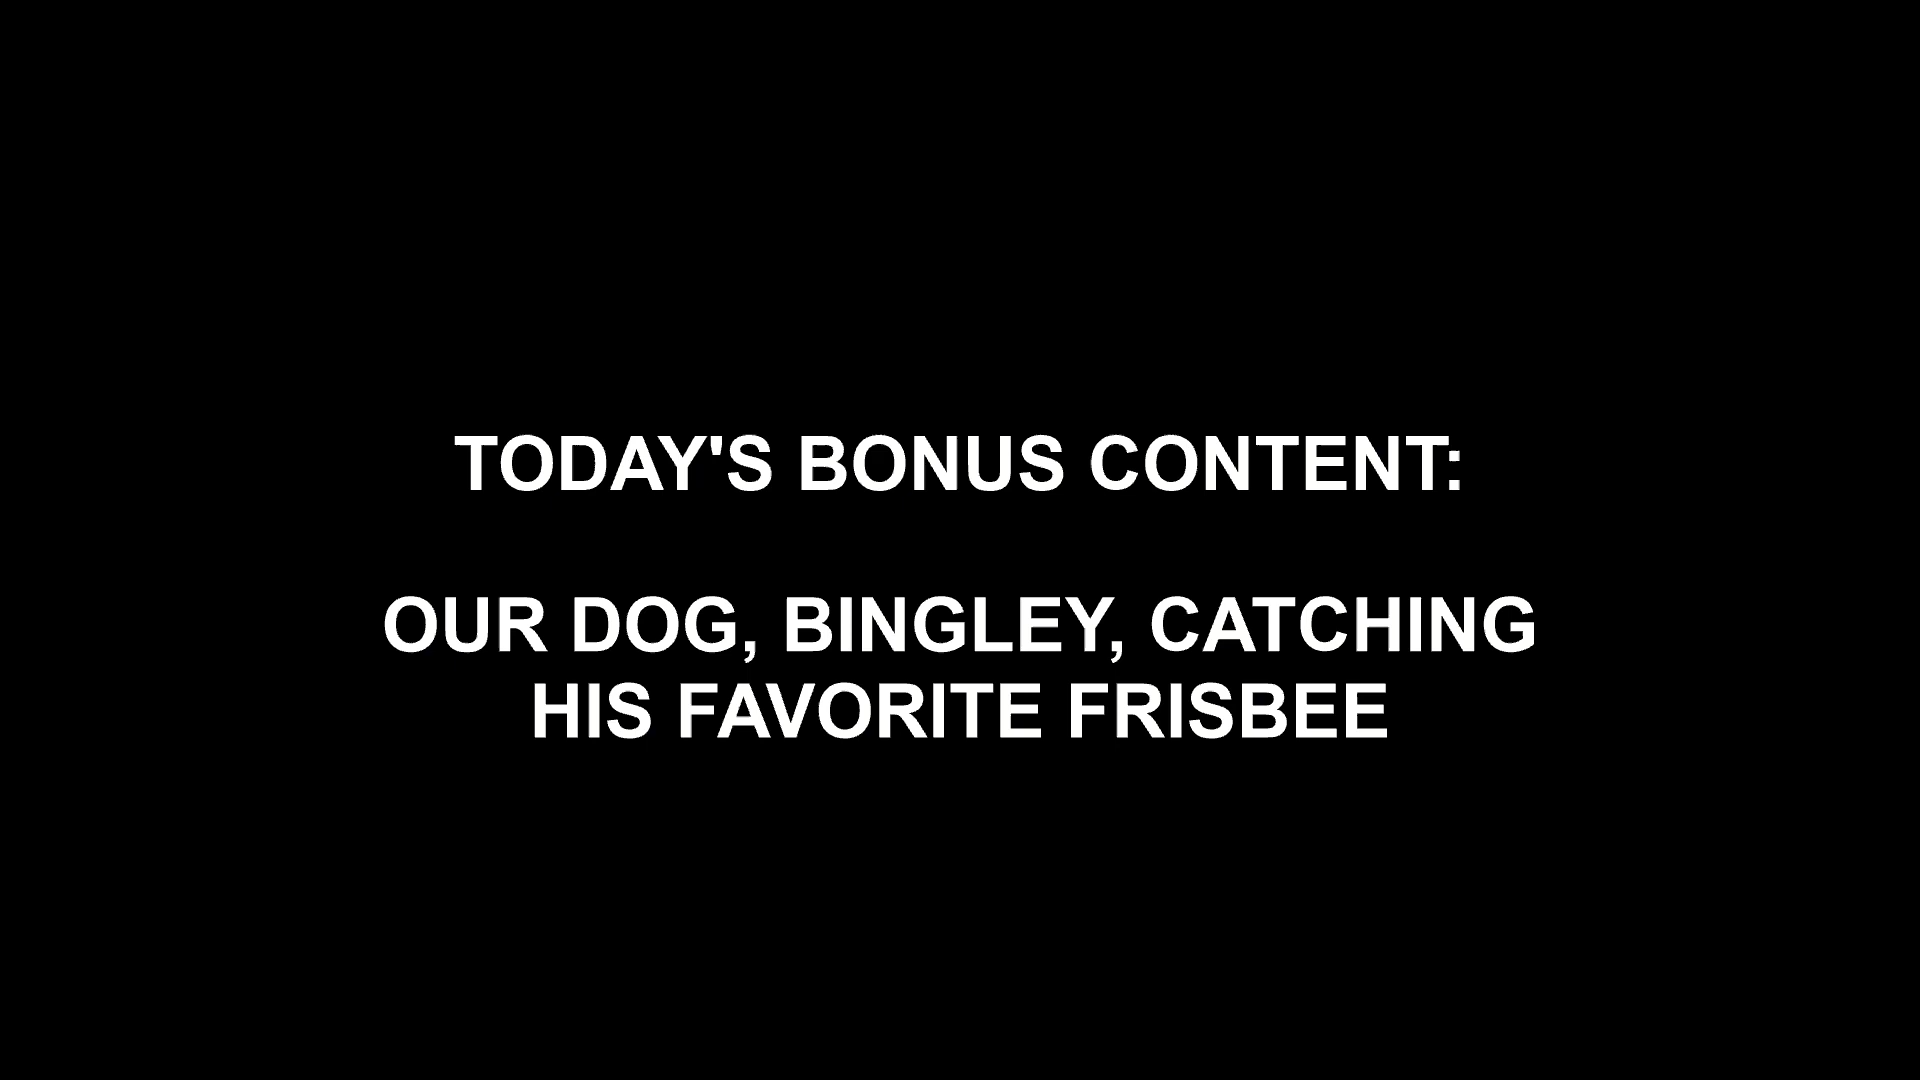 TODAY'S BONUS CONTENT:
OUR DOG, BINGLEY, CATCHING
HIS FAVORITE FRISBEE